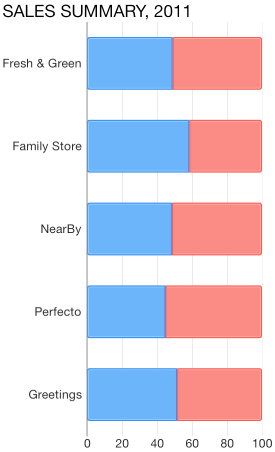 SALES SUMMARY, 2011
Fresh & Green
Family Store
NearBy
Perfecto
Greetings
0 20 40 60 80 100